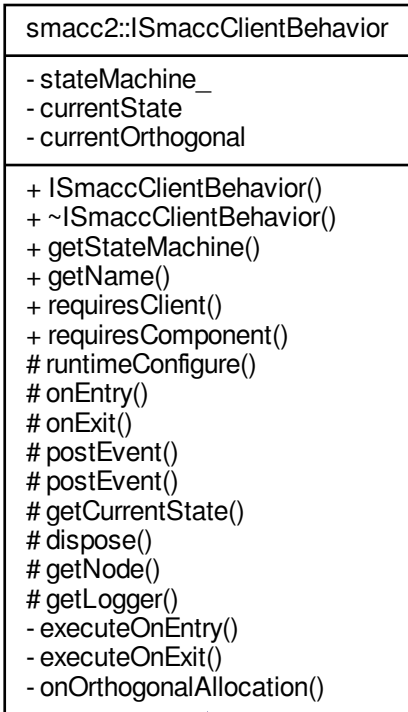 smacc2::ISmaccClientBehavior
- stateMachine_
- currentState
- currentOrthogonal
+ ISmaccClientBehavior()
+ ~ISmaccClientBehavior()
+ getStateMachine()
+ getName()
+ requiresClient()
+ requiresComponent()
# runtimeConfigure()
# onEntry()
# onExit()
# postEvent()
# postEvent()
# getCurrentState()
# dispose()
# getNode()
# getLogger()
- executeOnEntry()
- executeOnExit()
- onOrthogonalAllocation()